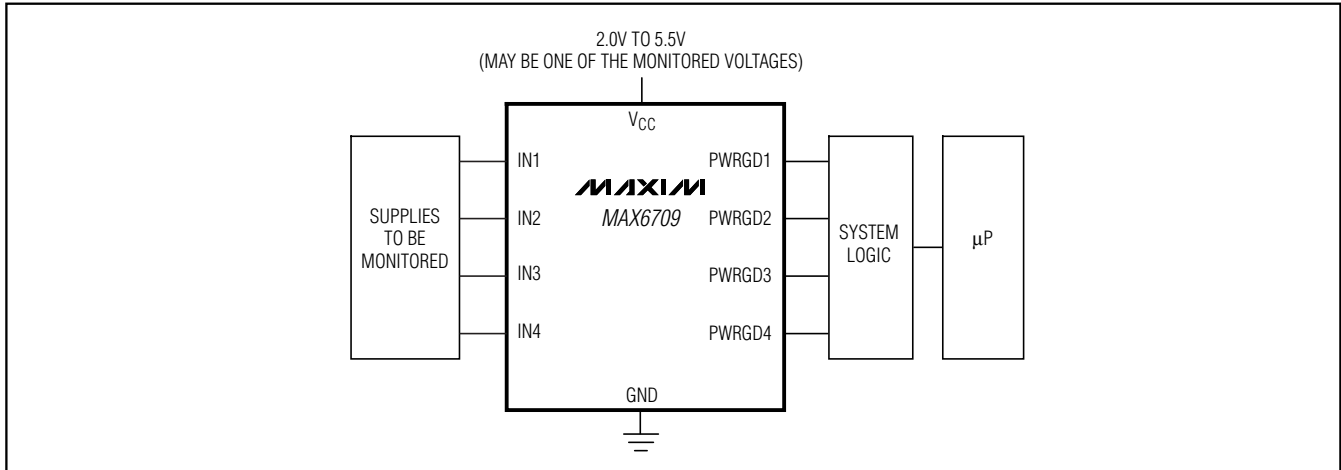 2.0V TO 5.5V
(MAY BE ONE OF THE MONITORED VOLTAGES)
VCC
SUPPLIES
TO BE
MONITORED
IN1
IN2
IN3
IN4
MAXIM
MAX6709
PWRGD1
PWRGD2
PWRGD3
PWRGD4
GND
SYSTEM
LOGIC
µP